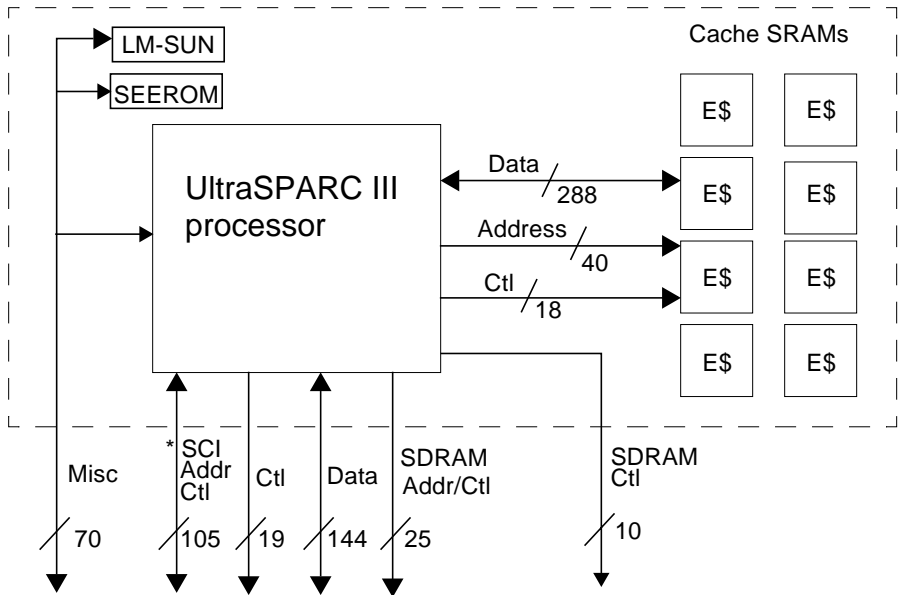 LM-SUN
Cache SRAMs
SEEROM
E$
E$
UltraSPARC III
processor
Data
288
E$
E$
Address
40
Ctl
18
E$
E$
E$
E$
Misc
70
* SCI
Addr
Ctl
105
Ctl
19
Data
144
SDRAM
Addr/Ctl
25
SDRAM
Ctl
10